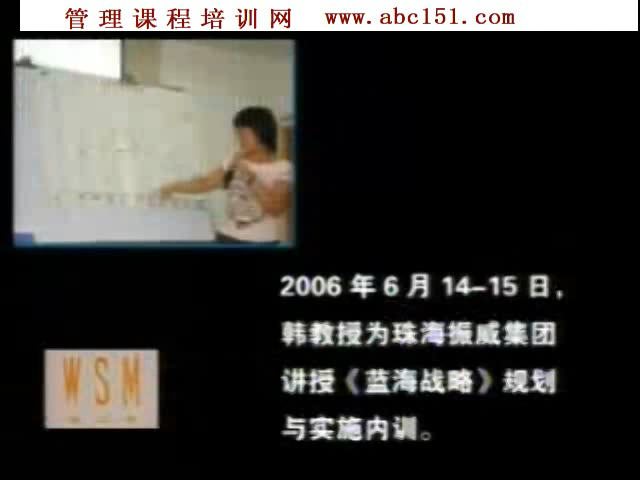 管理课程培训网 www.abc151.com
2006年6月14-15日，
韩教授为珠海振威集团
讲授《蓝海战略》规划
与实施内训。
WSM